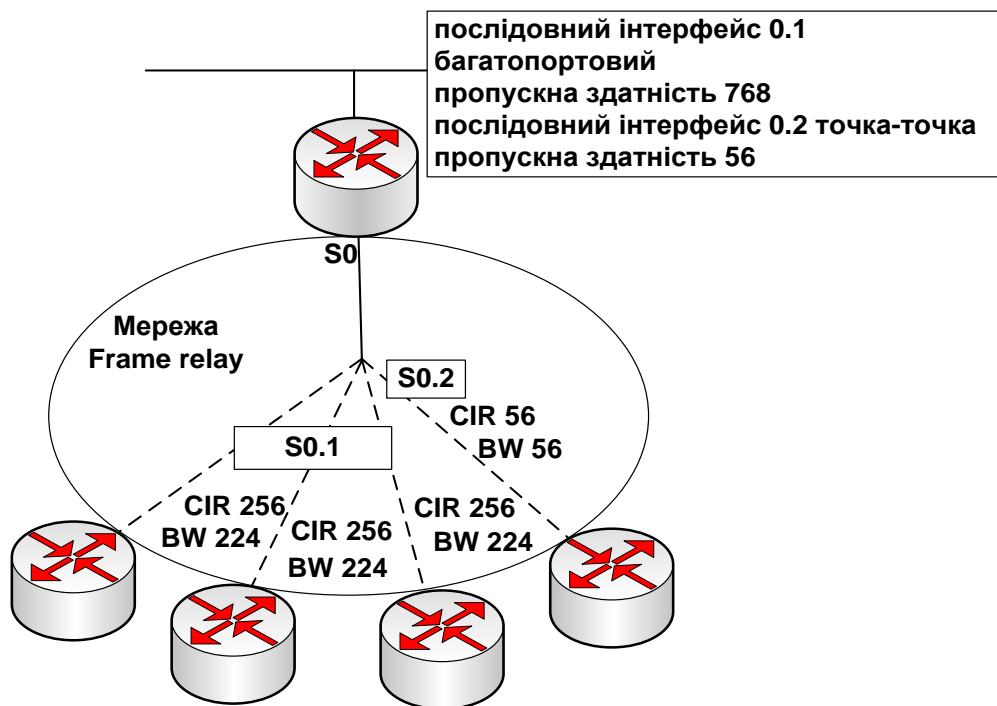 послідовний інтерфейс 0.1
багатопортовий
пропускна здатність 768
послідовний інтерфейс 0.2 точка-точка
пропускна здатність 56
S0
Мережа
Frame relay
S0.2
CIR 56
BW 56
S0.1
CIR 256
BW 224
CIR 256
BW 224
CIR 256
BW 224